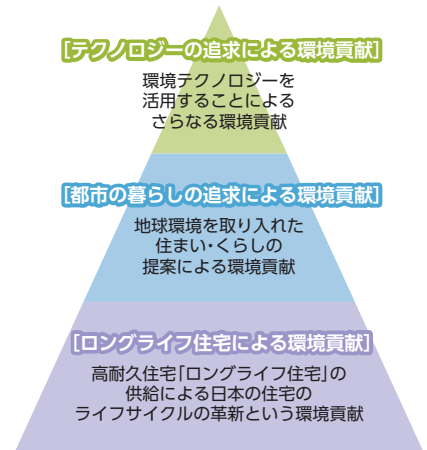 [テクノロジーの追求による環境貢献]
環境テクノロジーを
活用することによる
さらなる環境貢献
[都市の暮らしの追求による環境貢献]
地球環境を取り入れた
住まい・くらしの
提案による環境貢献
[ロングライフ住宅による環境貢献]
高耐久住宅「ロングライフ住宅」の
供給による日本の住宅の
ライフサイクルの革新という環境貢献